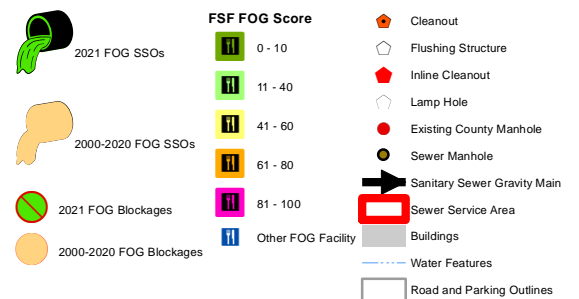 2021 FOG SSOs
2000-2020 FOG SSOs
2021 FOG Blockages
2000-2020 FOG Blockages
FSF FOG Score
0 - 10
11 - 40
41 - 60
61 - 80
81 - 100
Other FOG Facility
Cleanout
Flushing Structure
Inline Cleanout
Lamp Hole
Existing County Manhole
Sewer Manhole
Sanitary Sewer Gravity Main
Sewer Service Area
Buildings
Water Features
Road and Parking Outlines